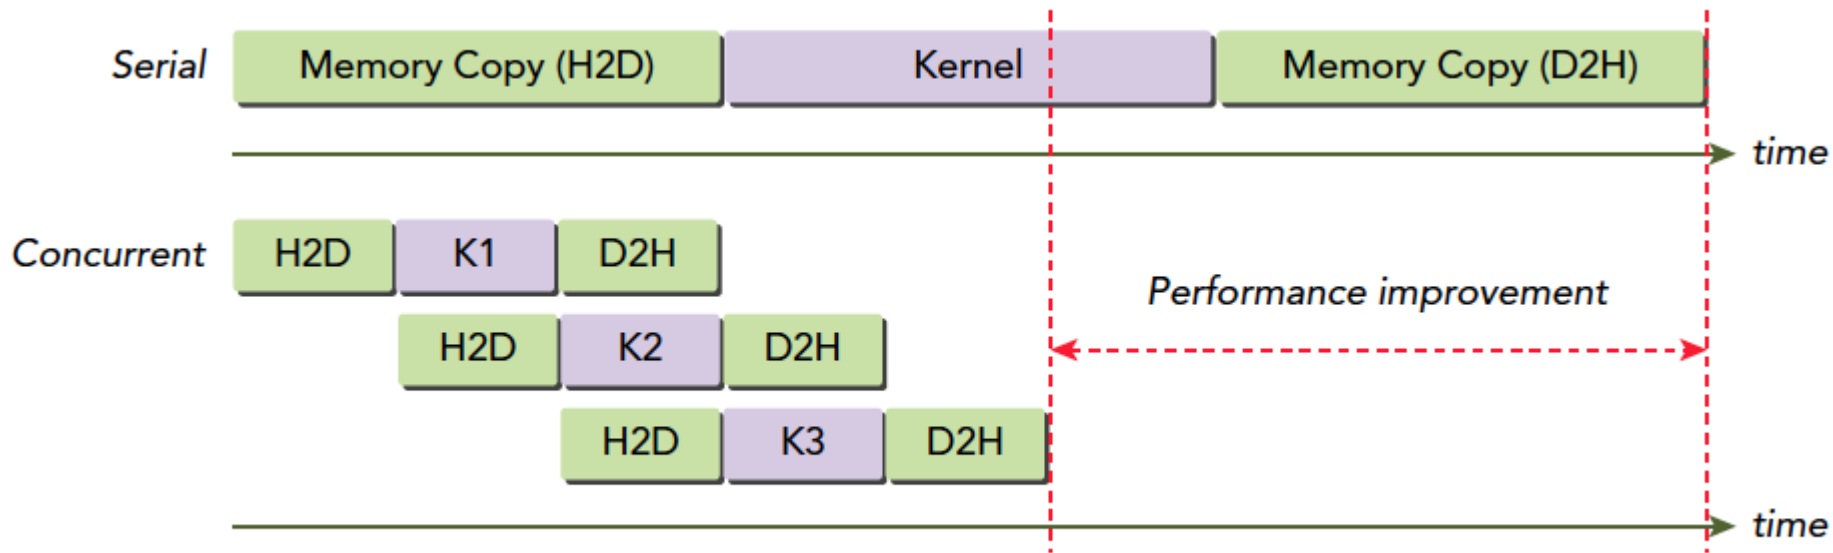 Serial Memory Copy (H2D) Kernel Memory Copy (D2H)
time
Concurrent H2D K1 D2H
Performance improvement
H2D K2 D2H
H2D K3 D2H
time